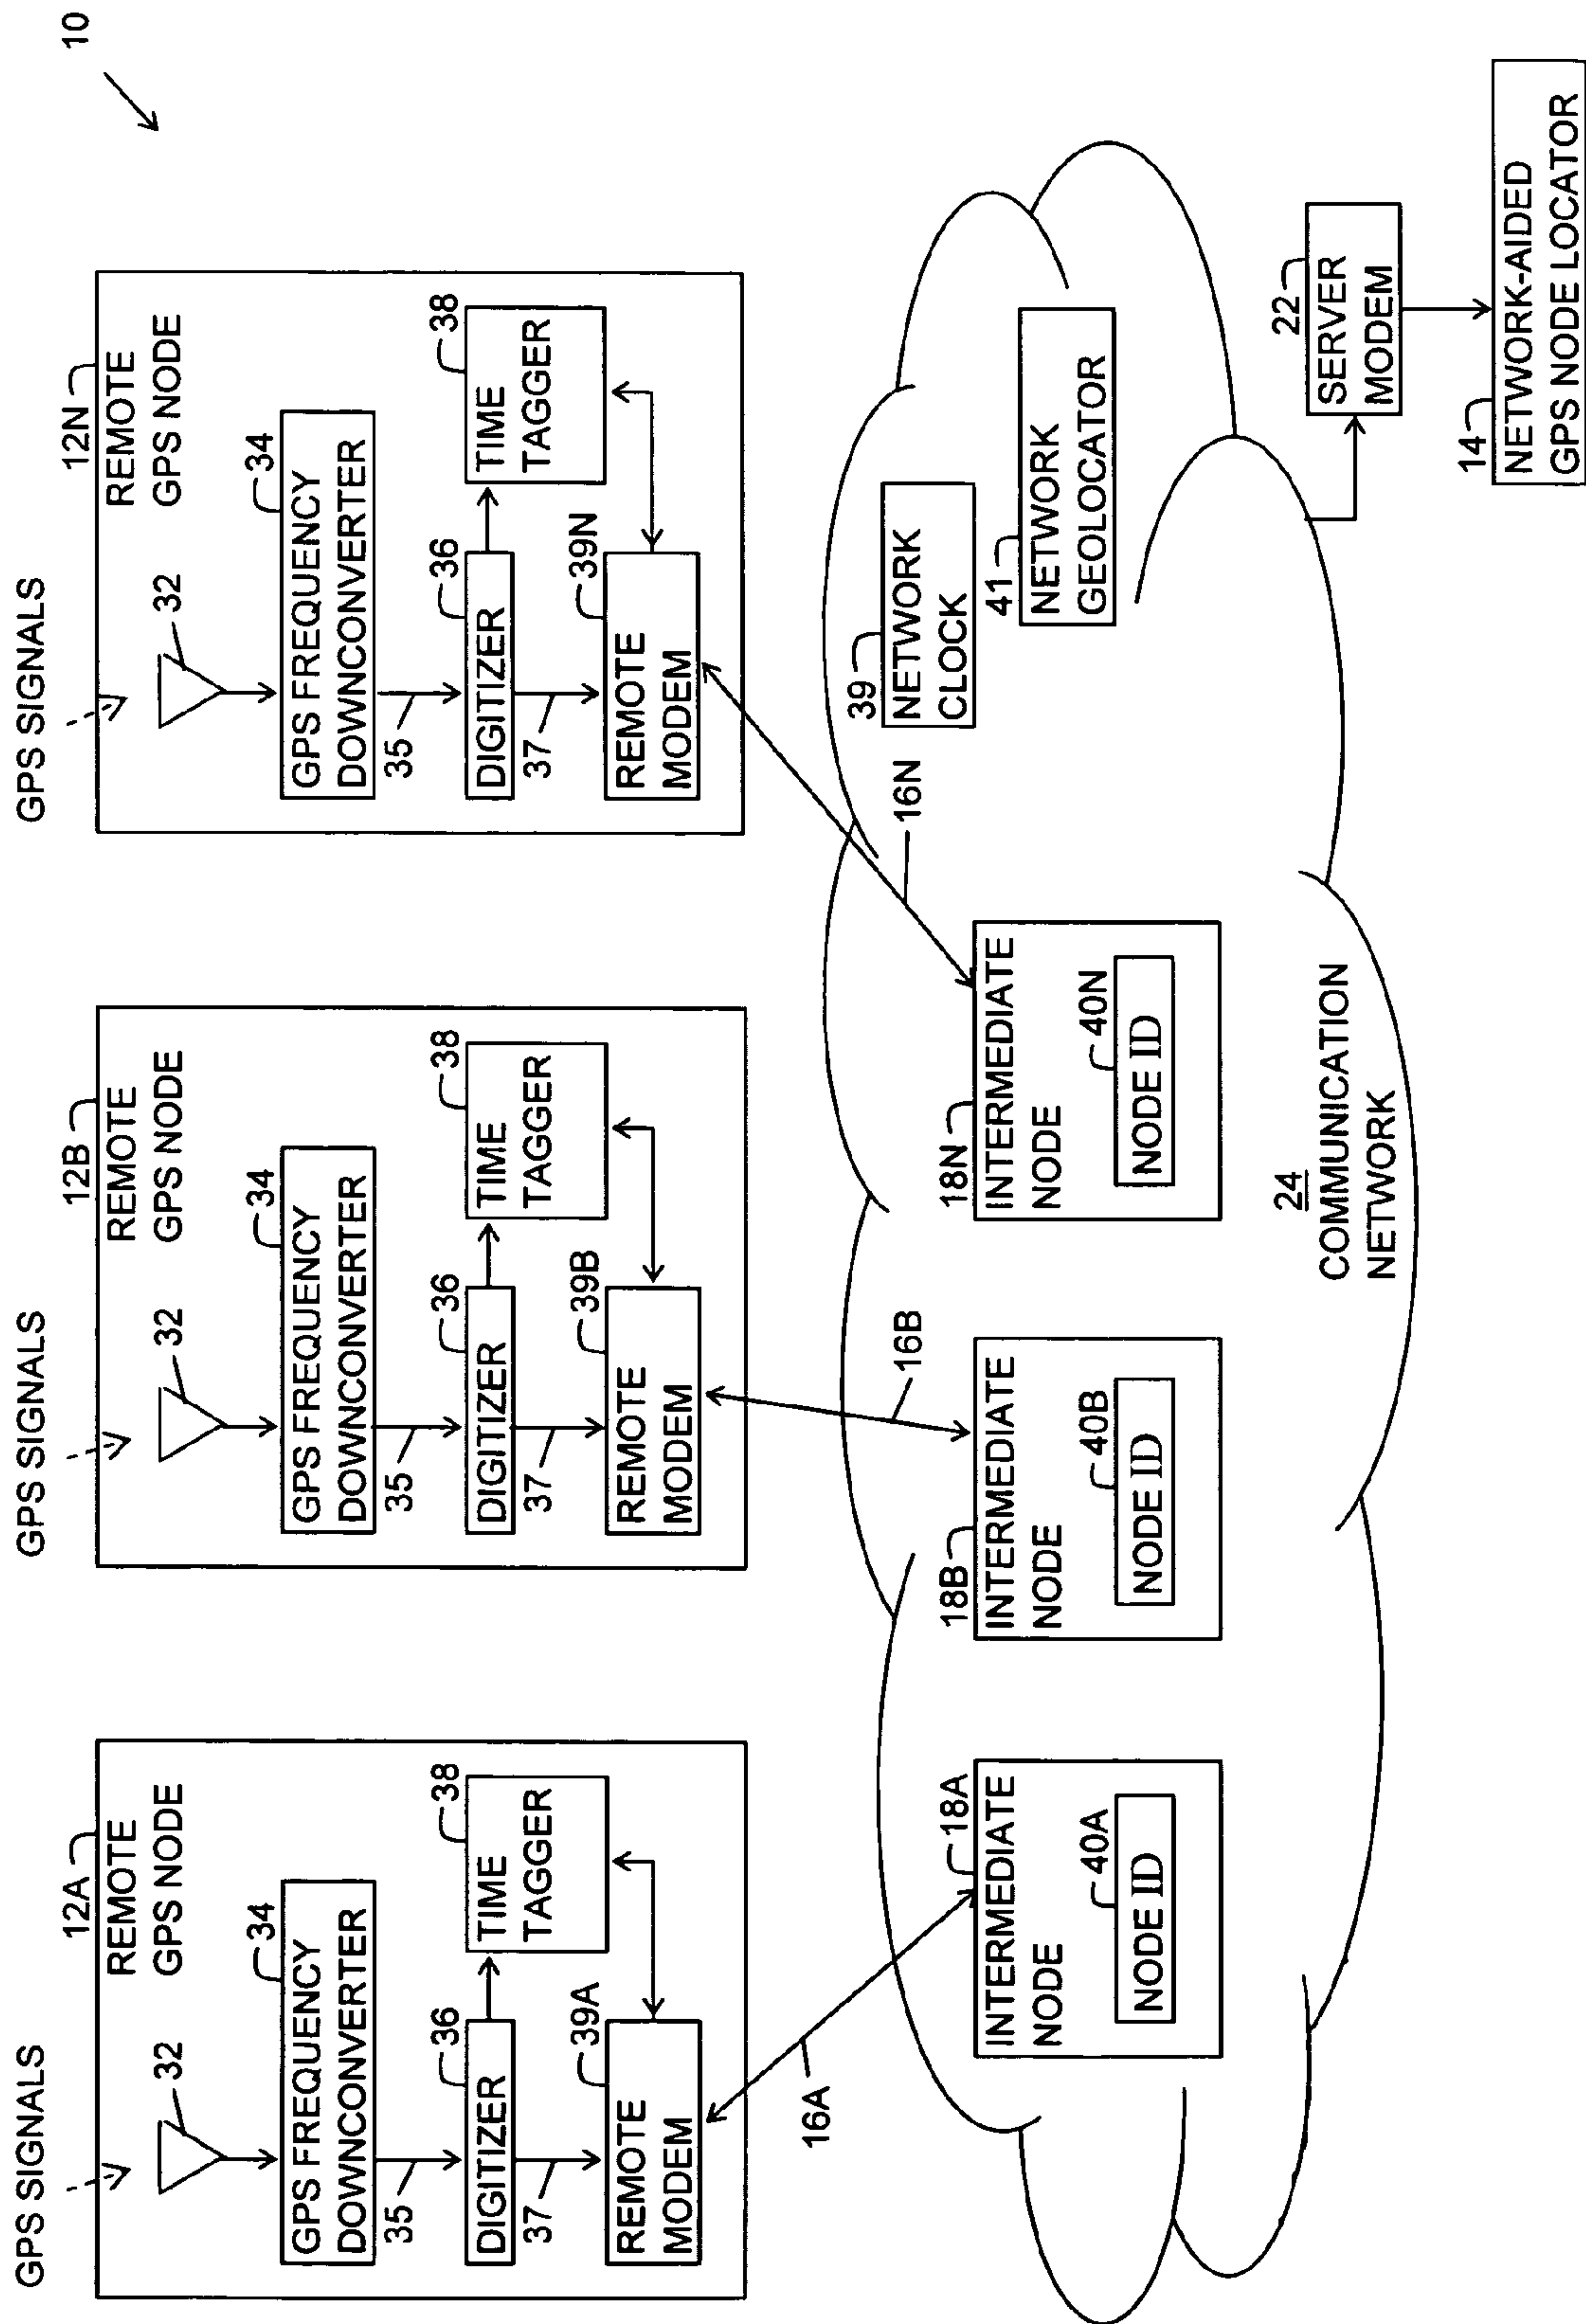 10
GPS SIGNALS
12A
REMOTE
GPS NODE
32
34
GPS FREQUENCY
DOWNCONVERTER
35
36
DIGITIZER
38
TIME
TAGGER
37
39A
REMOTE
MODEM
GPS SIGNALS
12B
REMOTE
GPS NODE
32
34
GPS FREQUENCY
DOWNCONVERTER
35
36
DIGITIZER
38
TIME
TAGGER
37
39B
REMOTE
MODEM
GPS SIGNALS
12N
REMOTE
GPS NODE
32
34
GPS FREQUENCY
DOWNCONVERTER
35
36
DIGITIZER
38
TIME
TAGGER
37
39N
REMOTE
MODEM
16A
16B
16N
18A
INTERMEDIATE
NODE
40A
NODE ID
18B
INTERMEDIATE
NODE
40B
NODE ID
18N
INTERMEDIATE
NODE
40N
NODE ID
39
NETWORK
CLOCK
41
NETWORK
GEOLOCATOR
24
COMMUNICATION
NETWORK
22
SERVER
MODEM
14
NETWORK-AIDED
GPS NODE LOCATOR